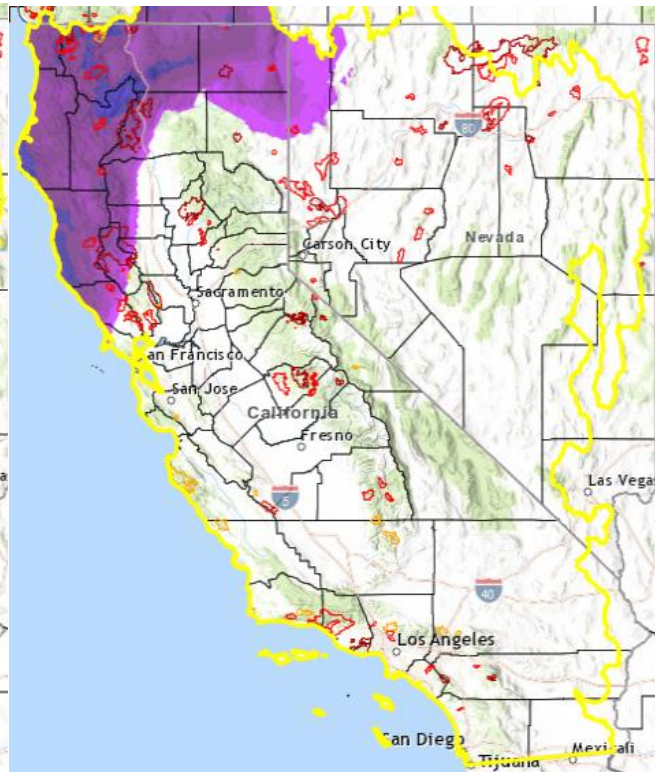 80
Nevada
Carson City
Sacramento
an Francisco
San Jose
California
Fresno
5
Las Vegas
40
Los Angeles
San Diego
Tijuana
Mexicali